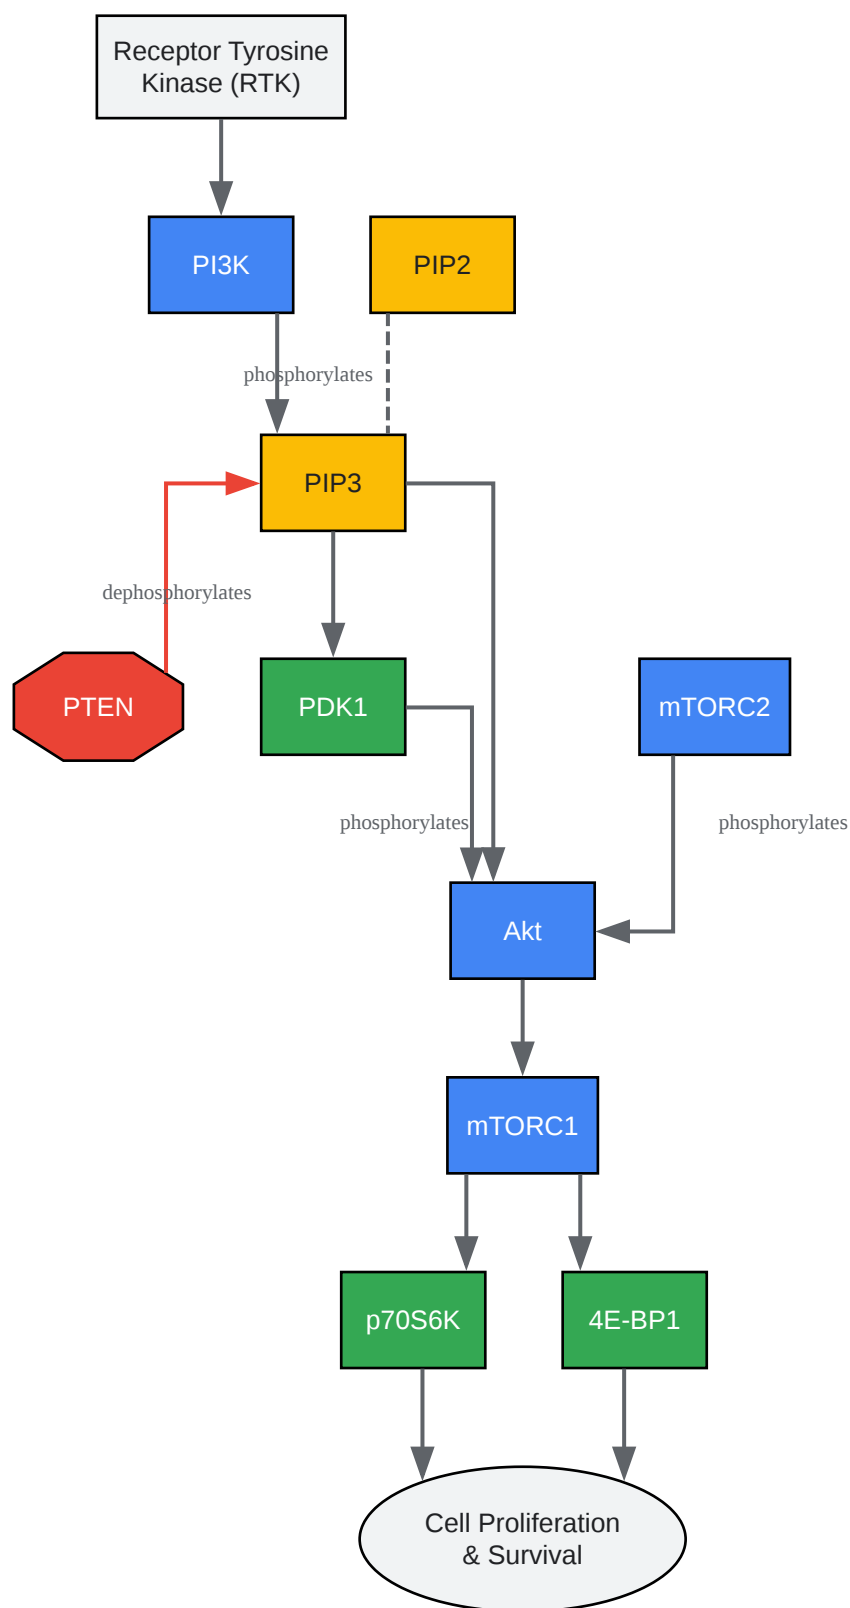 Receptor Tyrosine
Kinase (RTK)
PI3K
PIP2
phosphorylates
PIP3
dephosphorylates
PTEN
PDK1
mTORC2
phosphorylates
phosphorylates
Akt
mTORC1
p70S6K
4E-BP1
Cell Proliferation
& Survival